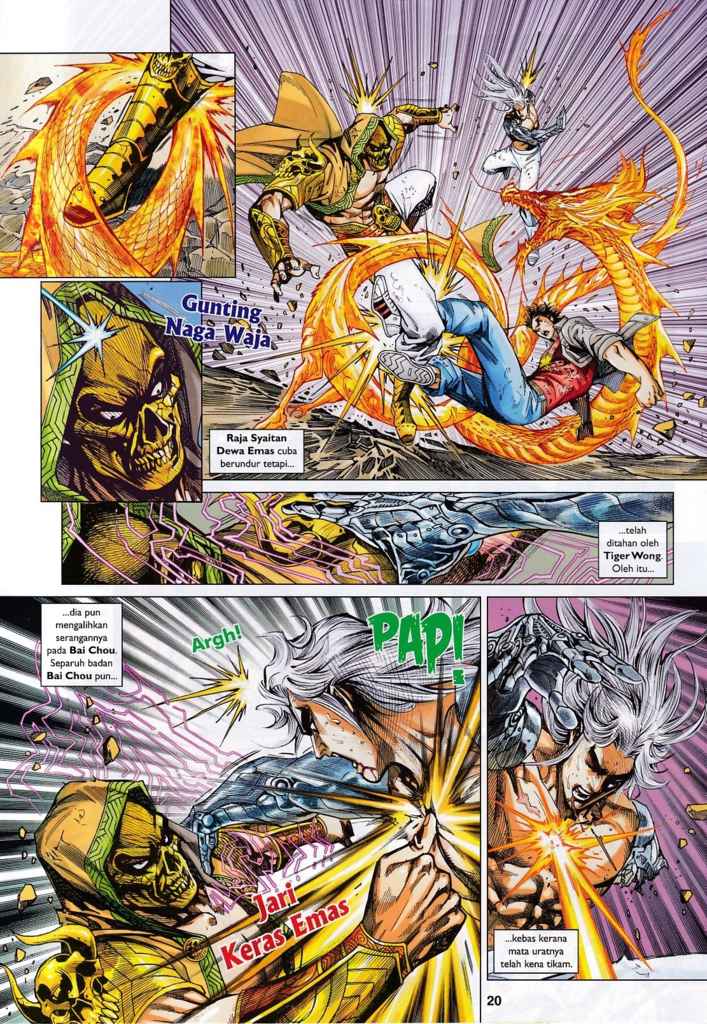 Gunting
Naga Waja
Raja Syaitan
Dewa Emas cuba
berundur tetapi...
...telah
ditahan oleh
Tiger Wong.
Oleh itu...
...dia pun
mengalihkan
serangannya
pada Bai Chou.
Separuh badan
Bai Chou pun...
Argh!
PAP!
Jari
Keras Emas
...kebas kerana
mata uratnya
telah kena tikam.
20